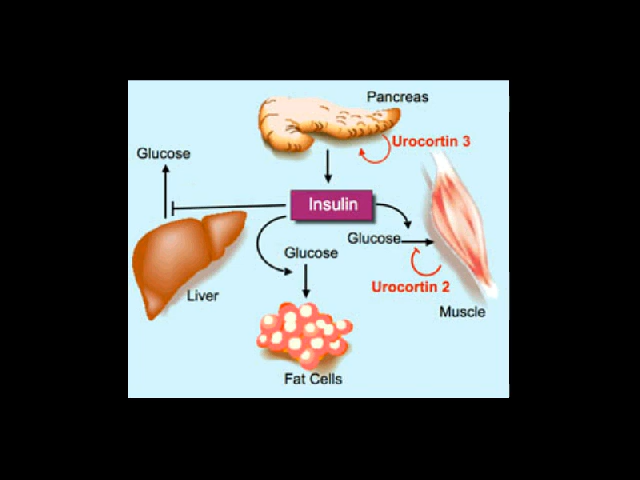 Pancreas
Urocortin 3
Glucose
Insulin
Glucose
Glucose
Urocortin 2
Liver
Muscle
Fat Cells